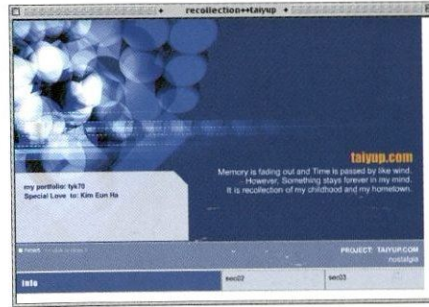 recollection↔taiyup
taiyup.com
Memory is fading out and Time is passed by like wind.
However, Something stays forever in my mind.
It is recollection of my childhood and my hometown.
my portfolio: tyk70
Special Love to: Kim Eun Ha
news
PROJECT: TAIYUP.COM
nostalgia
info
sec02
sec03